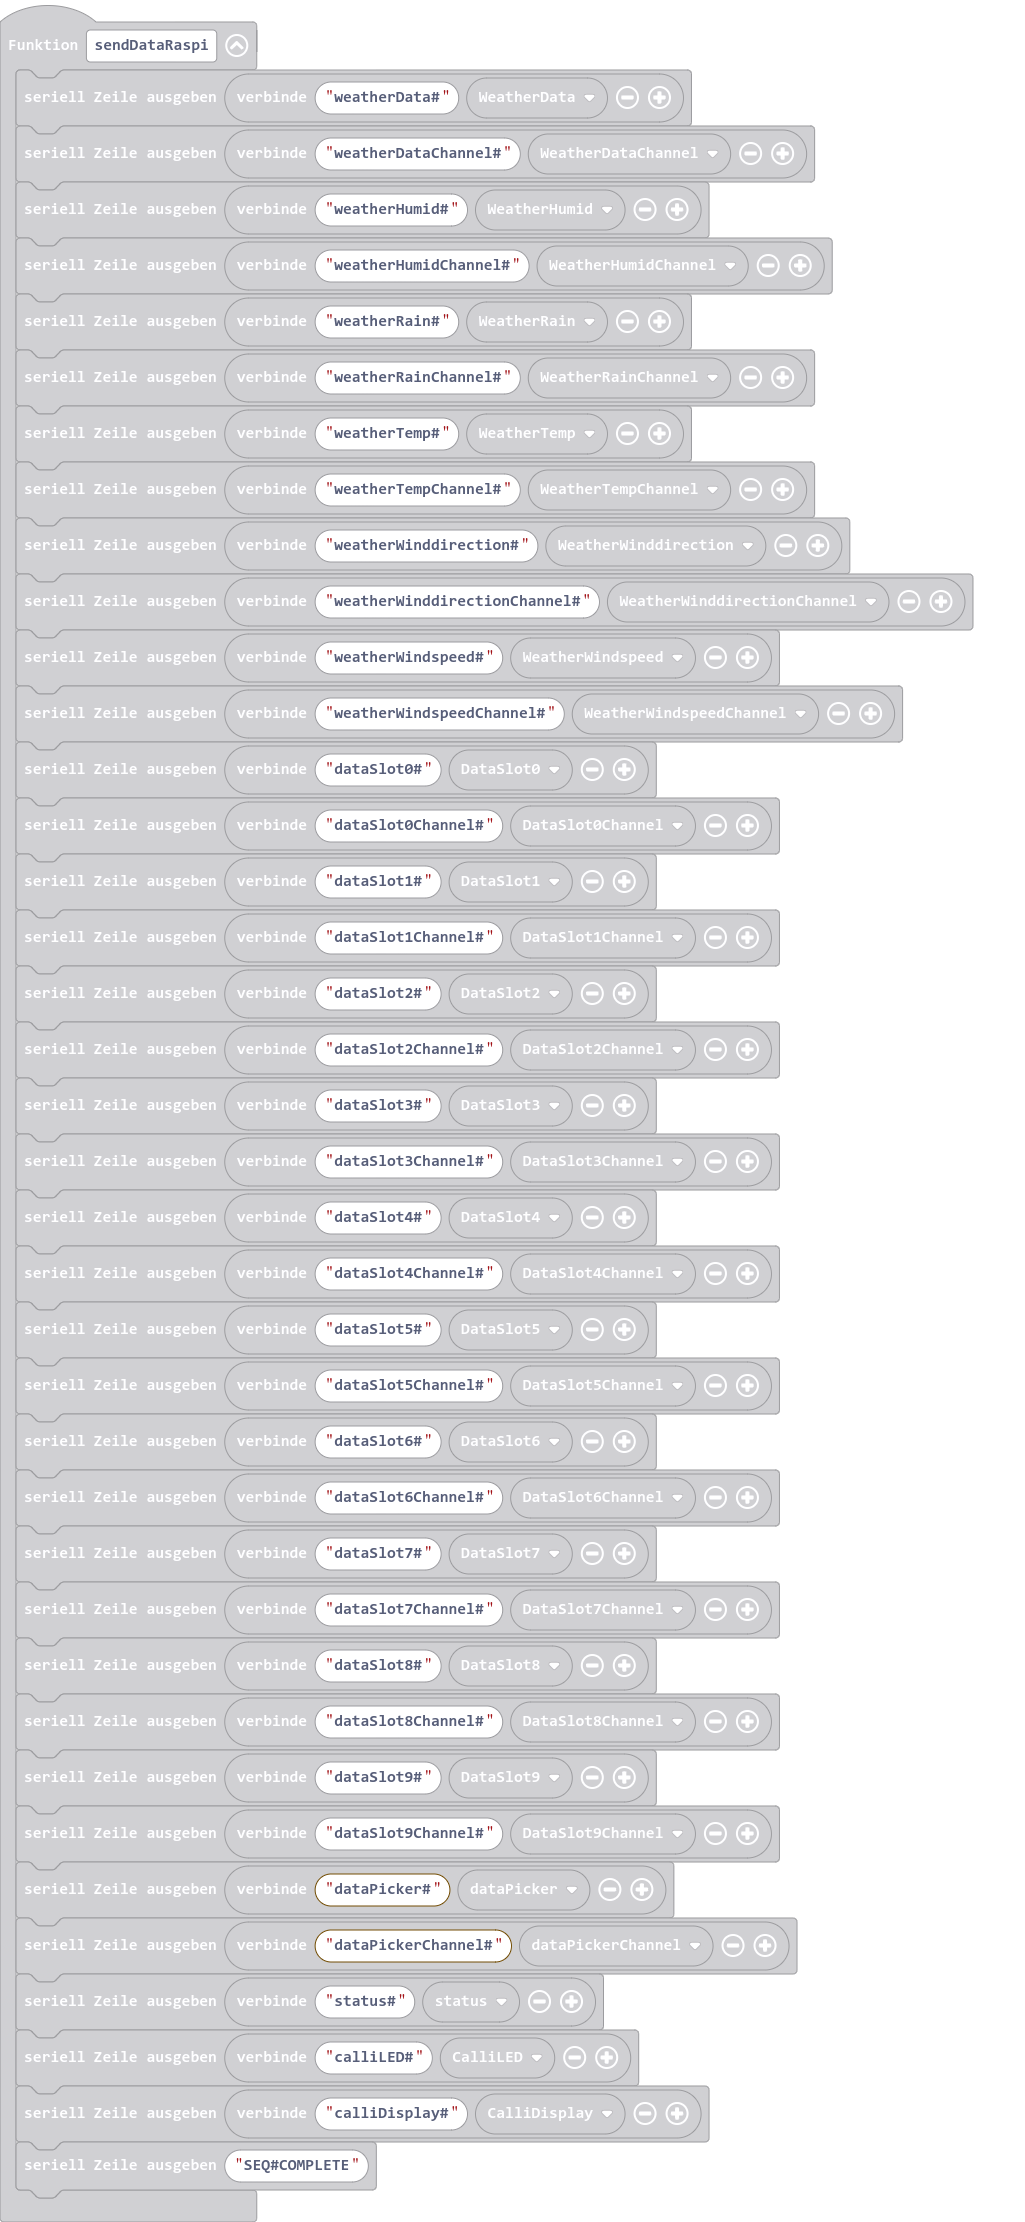 Funktion sendDataRaspi
seriell Zeile ausgeben verbinde "weatherData#" WeatherData
seriell Zeile ausgeben verbinde "weatherDataChannel#" WeatherDataChannel
seriell Zeile ausgeben verbinde "weatherHumid#" WeatherHumid
seriell Zeile ausgeben verbinde "weatherHumidChannel#" WeatherHumidChannel
seriell Zeile ausgeben verbinde "weatherRain#" WeatherRain
seriell Zeile ausgeben verbinde "weatherRainChannel#" WeatherRainChannel
seriell Zeile ausgeben verbinde "weatherTemp#" WeatherTemp
seriell Zeile ausgeben verbinde "weatherTempChannel#" WeatherTempChannel
seriell Zeile ausgeben verbinde "weatherWinddirection#" WeatherWinddirection
seriell Zeile ausgeben verbinde "weatherWinddirectionChannel#" WeatherWinddirectionChannel
seriell Zeile ausgeben verbinde "weatherWindspeed#" WeatherWindspeed
seriell Zeile ausgeben verbinde "weatherWindspeedChannel#" WeatherWindspeedChannel
seriell Zeile ausgeben verbinde "dataSlot0#" DataSlot0
seriell Zeile ausgeben verbinde "dataSlot0Channel#" DataSlot0Channel
seriell Zeile ausgeben verbinde "dataSlot1#" DataSlot1
seriell Zeile ausgeben verbinde "dataSlot1Channel#" DataSlot1Channel
seriell Zeile ausgeben verbinde "dataSlot2#" DataSlot2
seriell Zeile ausgeben verbinde "dataSlot2Channel#" DataSlot2Channel
seriell Zeile ausgeben verbinde "dataSlot3#" DataSlot3
seriell Zeile ausgeben verbinde "dataSlot3Channel#" DataSlot3Channel
seriell Zeile ausgeben verbinde "dataSlot4#" DataSlot4
seriell Zeile ausgeben verbinde "dataSlot4Channel#" DataSlot4Channel
seriell Zeile ausgeben verbinde "dataSlot5#" DataSlot5
seriell Zeile ausgeben verbinde "dataSlot5Channel#" DataSlot5Channel
seriell Zeile ausgeben verbinde "dataSlot6#" DataSlot6
seriell Zeile ausgeben verbinde "dataSlot6Channel#" DataSlot6Channel
seriell Zeile ausgeben verbinde "dataSlot7#" DataSlot7
seriell Zeile ausgeben verbinde "dataSlot7Channel#" DataSlot7Channel
seriell Zeile ausgeben verbinde "dataSlot8#" DataSlot8
seriell Zeile ausgeben verbinde "dataSlot8Channel#" DataSlot8Channel
seriell Zeile ausgeben verbinde "dataSlot9#" DataSlot9
seriell Zeile ausgeben verbinde "dataSlot9Channel#" DataSlot9Channel
seriell Zeile ausgeben verbinde "dataPicker#" dataPicker
seriell Zeile ausgeben verbinde "dataPickerChannel#" dataPickerChannel
seriell Zeile ausgeben verbinde "status#" status
seriell Zeile ausgeben verbinde "calliLED#" CalliLED
seriell Zeile ausgeben verbinde "calliDisplay#" CalliDisplay
seriell Zeile ausgeben "SEQ#COMPLETE"